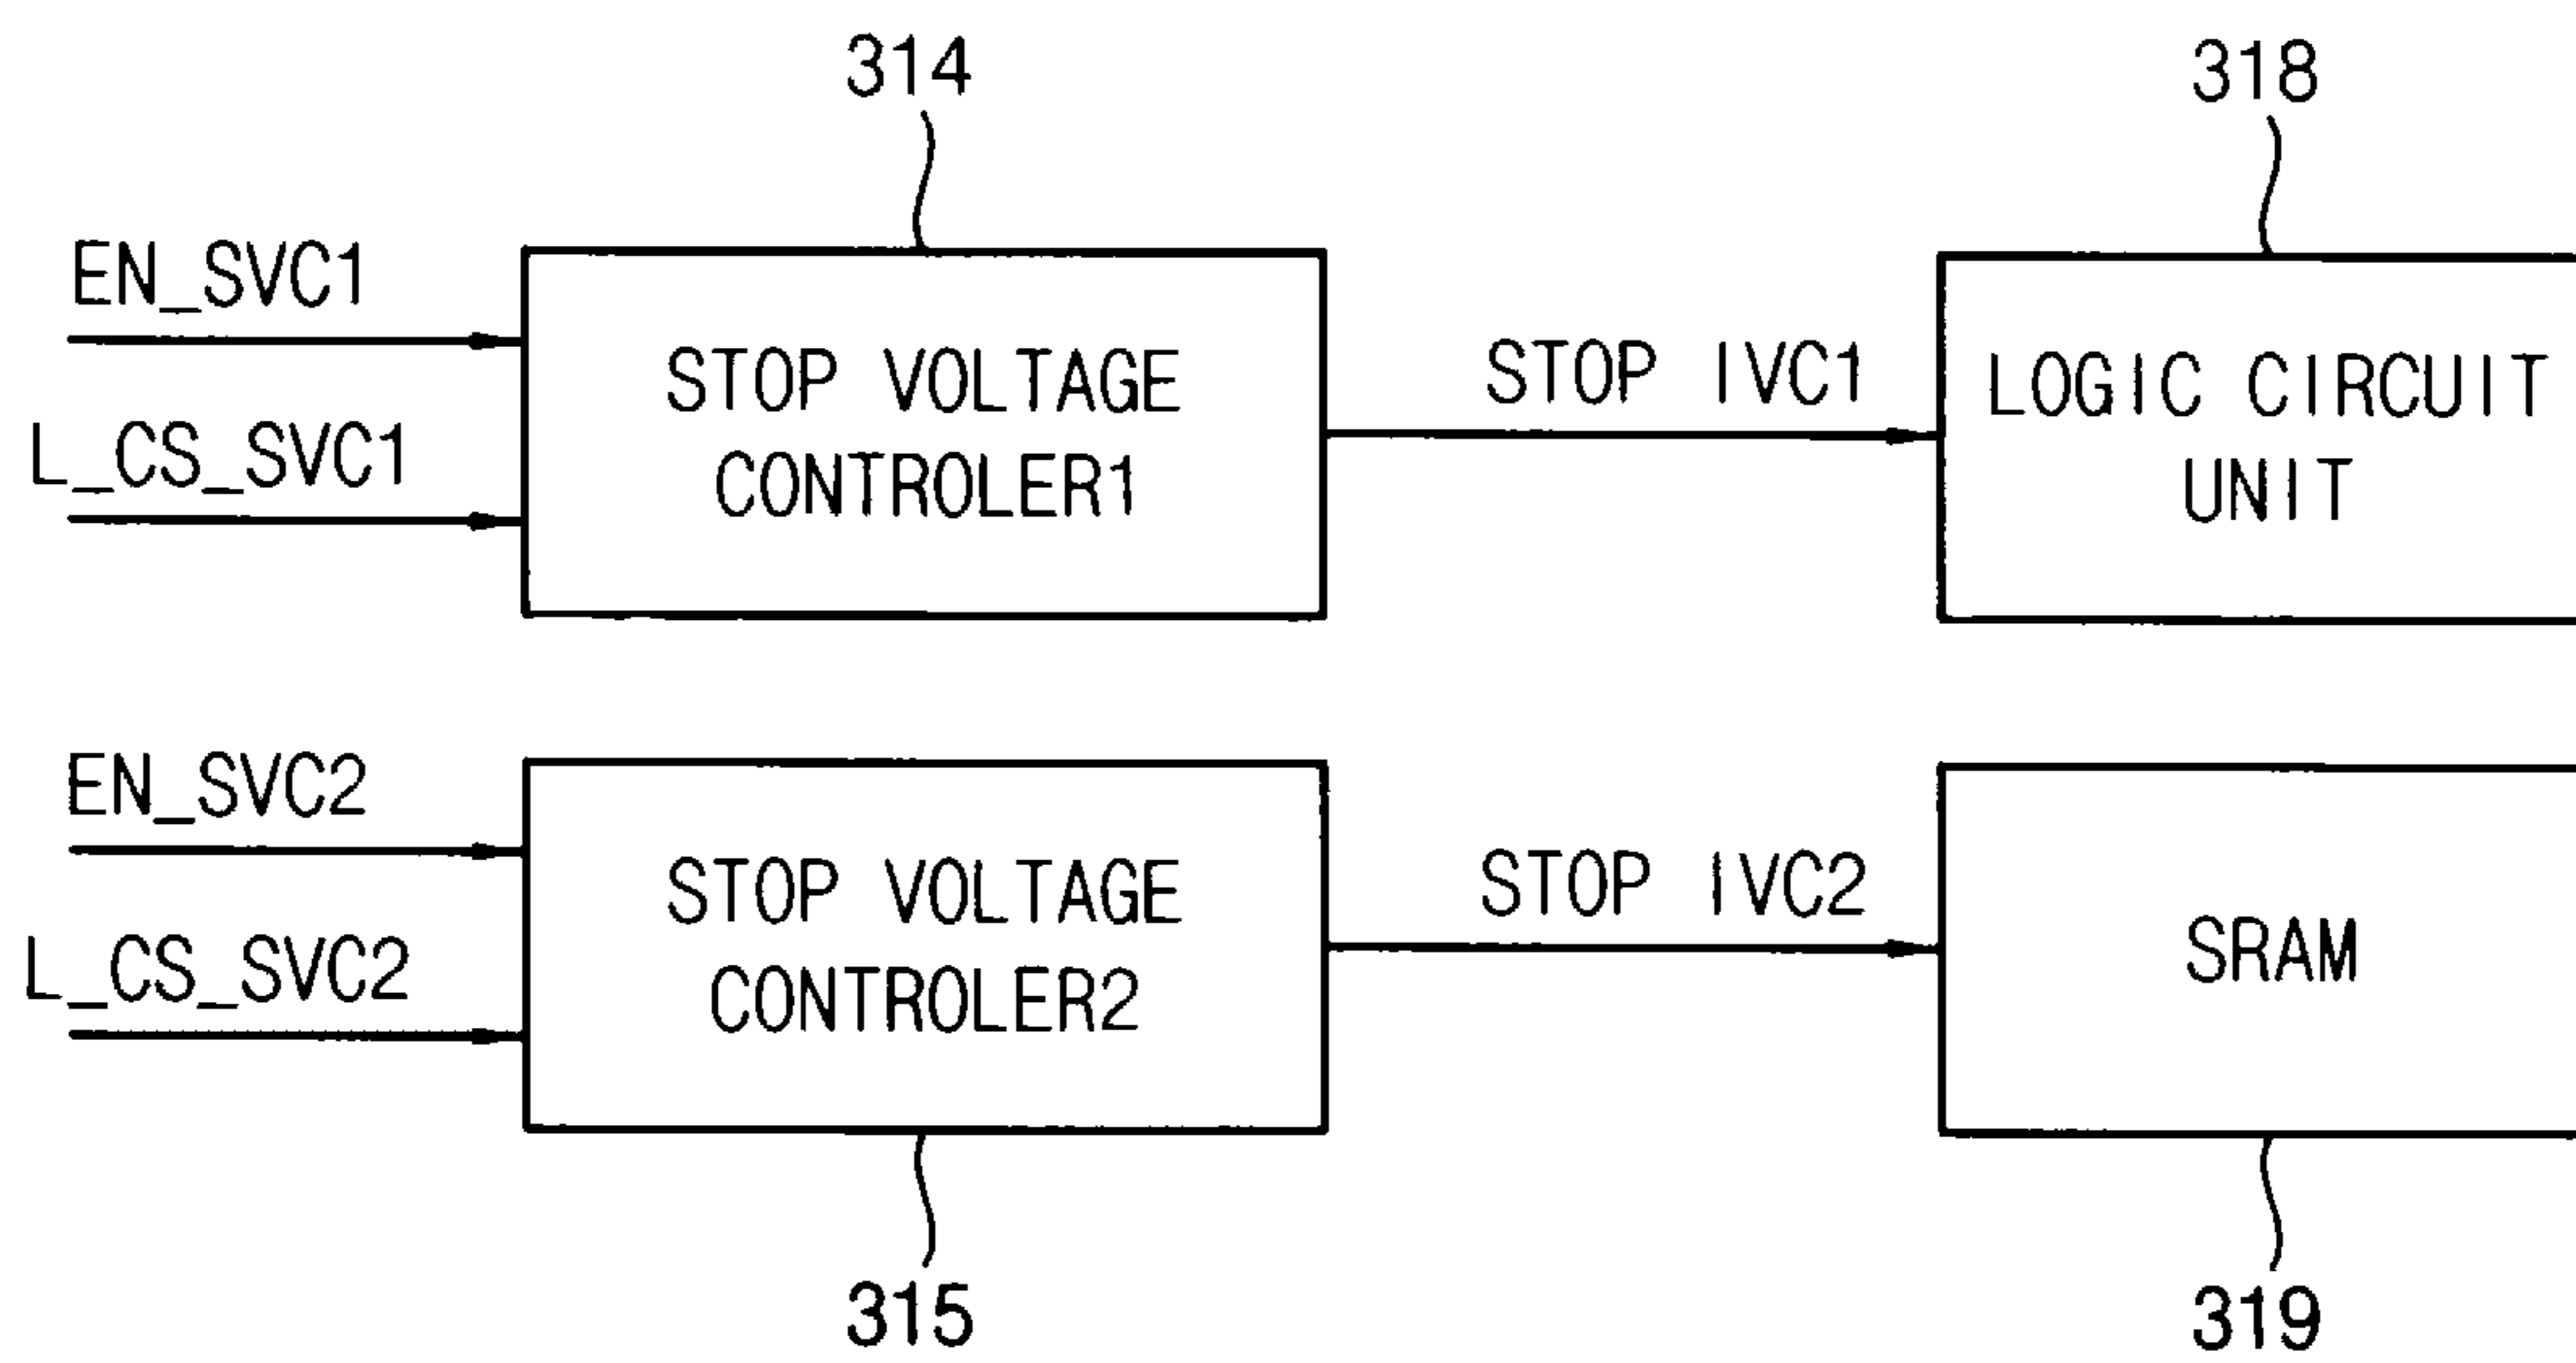 314
318
EN_SVC1
L_CS_SVC1
STOP VOLTAGE
CONTROLER1
STOP IVC1
LOGIC CIRCUIT
UNIT
EN_SVC2
L_CS_SVC2
STOP VOLTAGE
CONTROLER2
STOP IVC2
SRAM
315
319